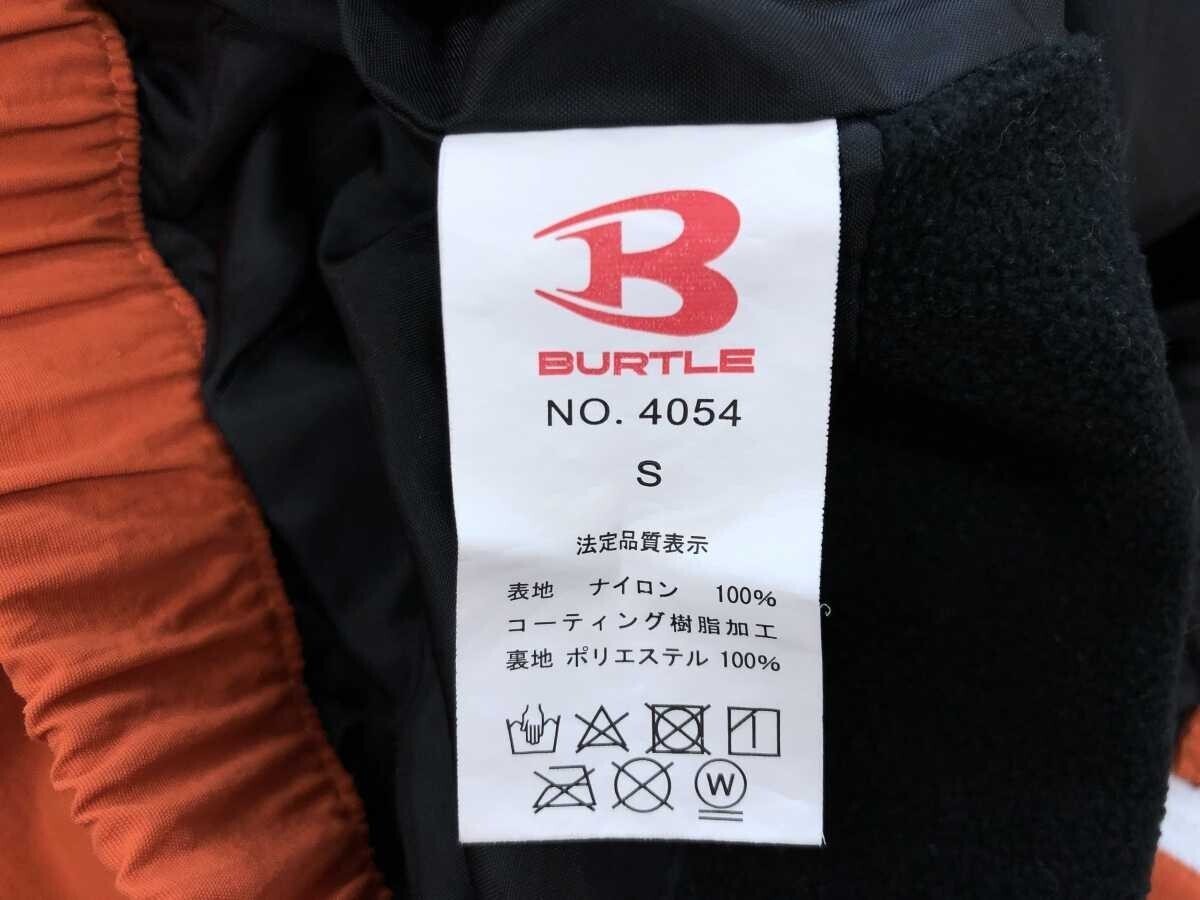 B
BURTLE
NO. 4054
S
法定品質表示
表地 ナイロン 100%
コーティング樹脂加工
裏地 ポリエステル 100%
W